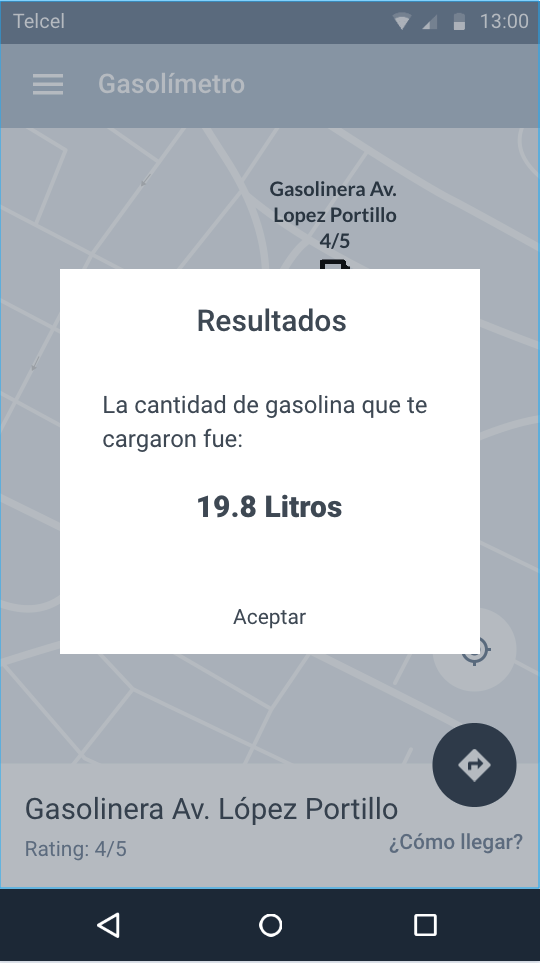 Telcel
13:00
Gasolímetro
Gasolinera Av.
Lopez Portillo
4/5
Resultados
La cantidad de gasolina que te
cargaron fue:
19.8 Litros
Aceptar
Gasolinera Av. López Portillo
Rating: 4/5
¿Cómo llegar?